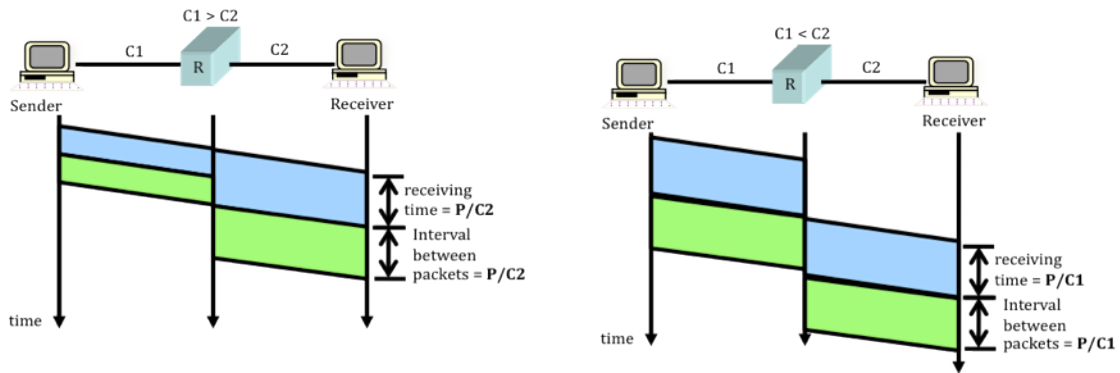 C1 > C2
C1
R
C2
Sender
Receiver
receiving
time = P/C2
Interval
between
packets = P/C2
time
C1 < C2
C1
R
C2
Sender
Receiver
receiving
time = P/C1
Interval
between
packets = P/C1
time